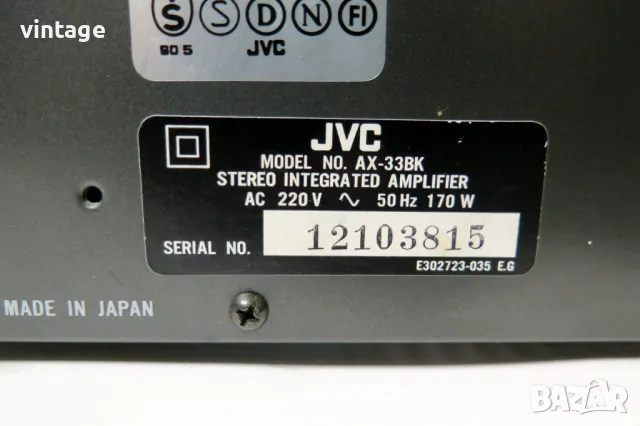 vintage
S S D N FI
GO 5 JVC
JVC
MODEL NO. AX-33BK
STEREO INTEGRATED AMPLIFIER
AC 220 V ∿ 50 Hz 170 W
SERIAL NO. 12103815
E302723-035 E.G
MADE IN JAPAN
BAZAR